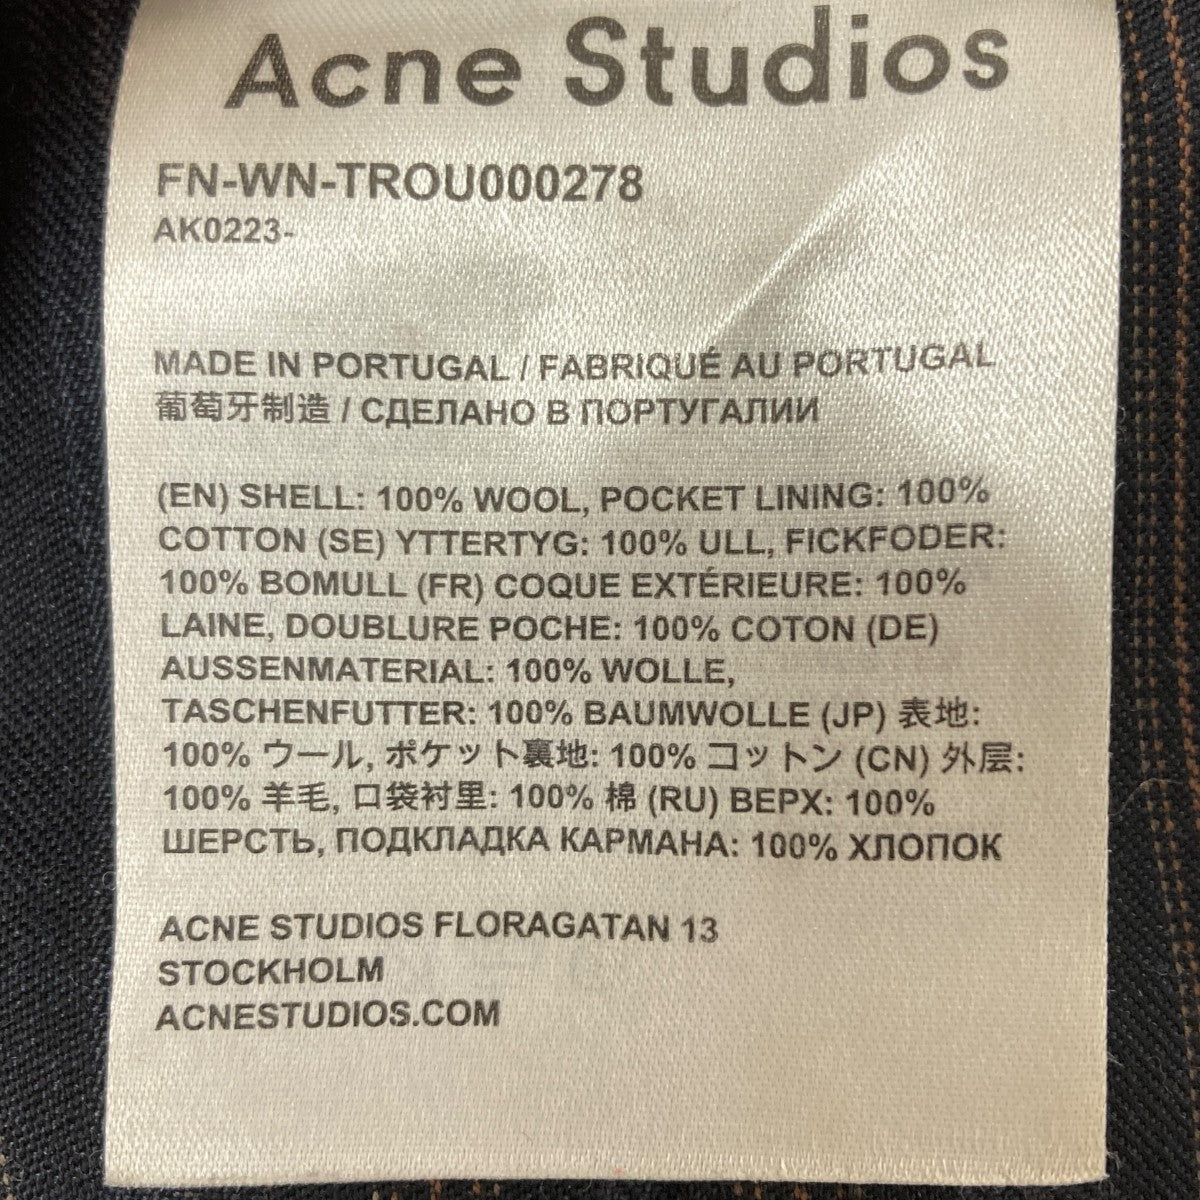 Acne Studios
FN-WN-TROU000278
AK0223-
MADE IN PORTUGAL / FABRIQUÉ AU PORTUGAL
葡萄牙制造 / СДЕЛАНО В ПОРТУГАЛИИ
(EN) SHELL: 100% WOOL, POCKET LINING: 100%
COTTON (SE) YTTERTYG: 100% ULL, FICKFODER:
100% BOMULL (FR) COQUE EXTÉRIEURE: 100%
LAINE, DOUBLURE POCHE: 100% COTON (DE)
AUSSENMATERIAL: 100% WOLLE,
TASCHENFUTTER: 100% BAUMWOLLE (JP) 表地:
100% ウール, ポケット裏地: 100% コットン (CN) 外层:
100% 羊毛, 口袋衬里: 100% 棉 (RU) ВЕРХ: 100%
ШЕРСТЬ, ПОДКЛАДКА КАРМАНА: 100% ХЛОПОК
ACNE STUDIOS FLORAGATAN 13
STOCKHOLM
ACNESTUDIOS.COM